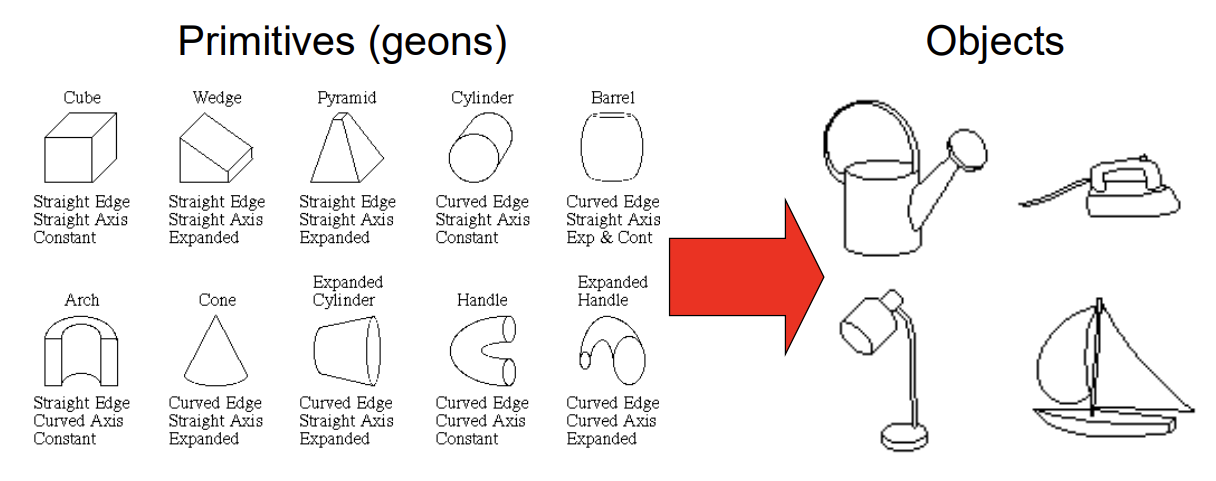 Primitives (geons)
Objects
Cube
Straight Edge
Straight Axis
Constant
Wedge
Straight Edge
Straight Axis
Expanded
Pyramid
Straight Edge
Straight Axis
Expanded
Cylinder
Curved Edge
Straight Axis
Constant
Barrel
Curved Edge
Straight Axis
Exp & Cont
Arch
Straight Edge
Curved Axis
Constant
Cone
Curved Edge
Straight Axis
Expanded
Expanded
Cylinder
Curved Edge
Straight Axis
Expanded
Handle
Curved Edge
Curved Axis
Constant
Expanded
Handle
Curved Edge
Curved Axis
Expanded